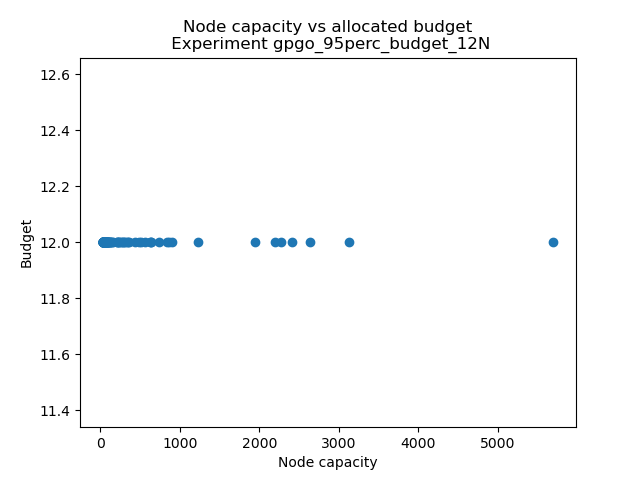 Node capacity vs allocated budget
Experiment gpgo_95perc_budget_12N
12.6
12.4
12.2
12.0
11.8
11.6
11.4
Budget
0 1000 2000 3000 4000 5000
Node capacity